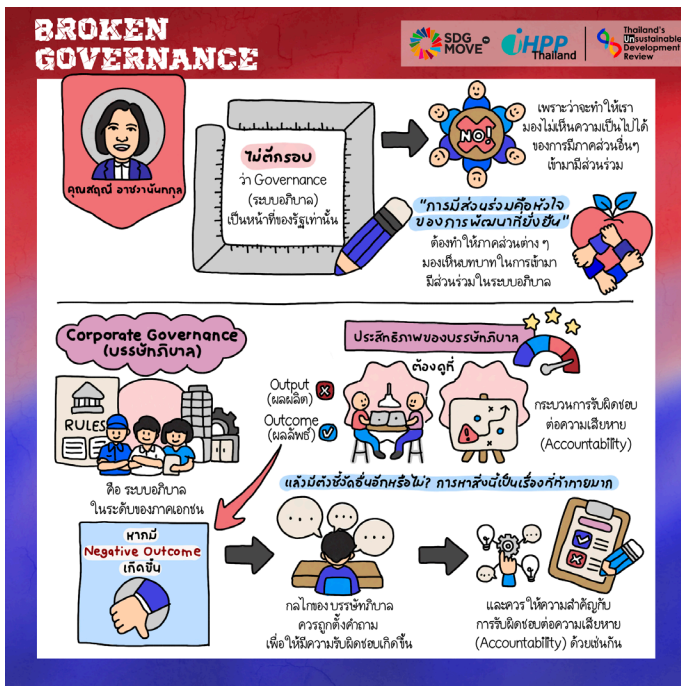 BROKEN
GOVERNANCE
SDG
MOVE
iHPP
Thailand
Thailand's
Unsustainable
Development
Review
คุณสฤณี อาชวานันทกุล
ไม่ตีกรอบ
ว่า Governance
(ระบบอภิบาล)
เป็นหน้าที่ของรัฐเท่านั้น
NO!
เพราะว่าจะทำให้เรา
มองไม่เห็นความเป็นไปได้
ของการมีภาคส่วนอื่นๆ
เข้ามามีส่วนร่วม
"การมีส่วนร่วมคือหัวใจ
ของการพัฒนาที่ยั่งยืน"
ต้องทำให้ภาคส่วนต่าง ๆ
มองเห็นบทบาทในการเข้ามา
มีส่วนร่วมในระบบอภิบาล
Corporate Governance
(บรรษัทภิบาล)
RULES
คือ ระบบอภิบาล
ในระดับของภาคเอกชน
ประสิทธิภาพของบรรษัทภิบาล
ต้องดูที่
Output
(ผลผลิต)
Outcome
(ผลลัพธ์)
กระบวนการรับผิดชอบ
ต่อความเสียหาย
(Accountability)
แล้วมีตัวชี้วัดอื่นอีกหรือไม่? การหาสิ่งนี้เป็นเรื่องที่ท้าทายมาก
หากมี
Negative Outcome
เกิดขึ้น
กลไกของบรรษัทภิบาล
ควรถูกตั้งคำถาม
เพื่อให้มีความรับผิดชอบเกิดขึ้น
และควรให้ความสำคัญกับ
การรับผิดชอบต่อความเสียหาย
(Accountability) ด้วยเช่นกัน